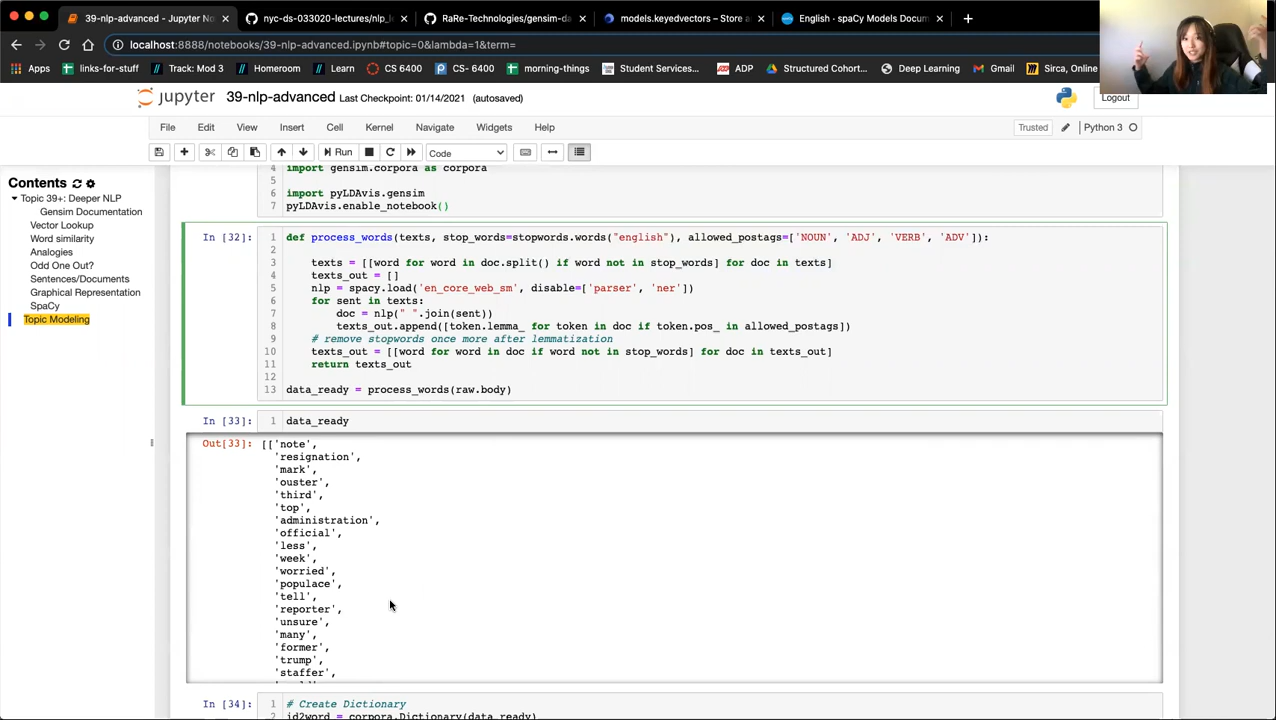 39-nlp-advanced - Jupyter No
nyc-ds-033020-lectures/nlp_l
RaRe-Technologies/gensim-da
models.keyedvectors – Store a
English · spaCy Models Docum
localhost:8888/notebooks/39-nlp-advanced.ipynb#topic=0&lambda=1&term=
Apps
links-for-stuff
Track: Mod 3
Homeroom
Learn
CS 6400
CS- 6400
morning-things
Student Services...
ADP
Structured Cohort...
Deep Learning
Gmail
Sirca, Online
jupyter 39-nlp-advanced Last Checkpoint: 01/14/2021 (autosaved)
Logout
File Edit View Insert Cell Kernel Navigate Widgets Help
Trusted
Python 3
Run
Code
Contents
Topic 39+: Deeper NLP
Gensim Documentation
Vector Lookup
Word similarity
Analogies
Odd One Out?
Sentences/Documents
Graphical Representation
SpaCy
Topic Modeling
4 import gensim.corpora as corpora
5
6 import pyLDAvis.gensim
7 pyLDAvis.enable_notebook()
In [32]:
1 def process_words(texts, stop_words=stopwords.words("english"), allowed_postags=['NOUN', 'ADJ', 'VERB', 'ADV']):
2
3 texts = [[word for word in doc.split() if word not in stop_words] for doc in texts]
4 texts_out = []
5 nlp = spacy.load('en_core_web_sm', disable=['parser', 'ner'])
6 for sent in texts:
7 doc = nlp(" ".join(sent))
8 texts_out.append([token.lemma_ for token in doc if token.pos_ in allowed_postags])
9 # remove stopwords once more after lemmatization
10 texts_out = [[word for word in doc if word not in stop_words] for doc in texts_out]
11 return texts_out
12
13 data_ready = process_words(raw.body)
In [33]: 1 data_ready
Out[33]: [['note',
'resignation',
'mark',
'ouster',
'third',
'top',
'administration',
'official',
'less',
'week',
'worried',
'populace',
'tell',
'reporter',
'unsure',
'many',
'former',
'trump',
'staffer',
In [34]: 1 # Create Dictionary
2 id2word = corpora.Dictionary(data_ready)